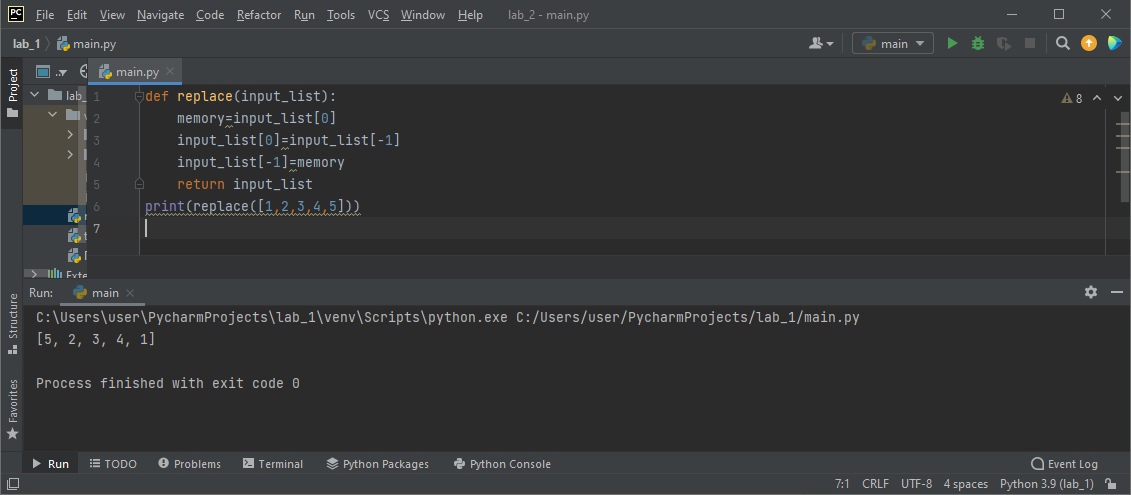 File Edit View Navigate Code Refactor Run Tools VCS Window Help lab_2 - main.py
lab_1 main.py main
Project
main.py
lab_
Exte
1 def replace(input_list):
2 memory=input_list[0]
3 input_list[0]=input_list[-1]
4 input_list[-1]=memory
5 return input_list
6 print(replace([1,2,3,4,5]))
7
8
Run: main
C:\Users\user\PycharmProjects\lab_1\venv\Scripts\python.exe C:/Users/user/PycharmProjects/lab_1/main.py
[5, 2, 3, 4, 1]
Process finished with exit code 0
Structure
Favorites
Run TODO Problems Terminal Python Packages Python Console Event Log
7:1 CRLF UTF-8 4 spaces Python 3.9 (lab_1)